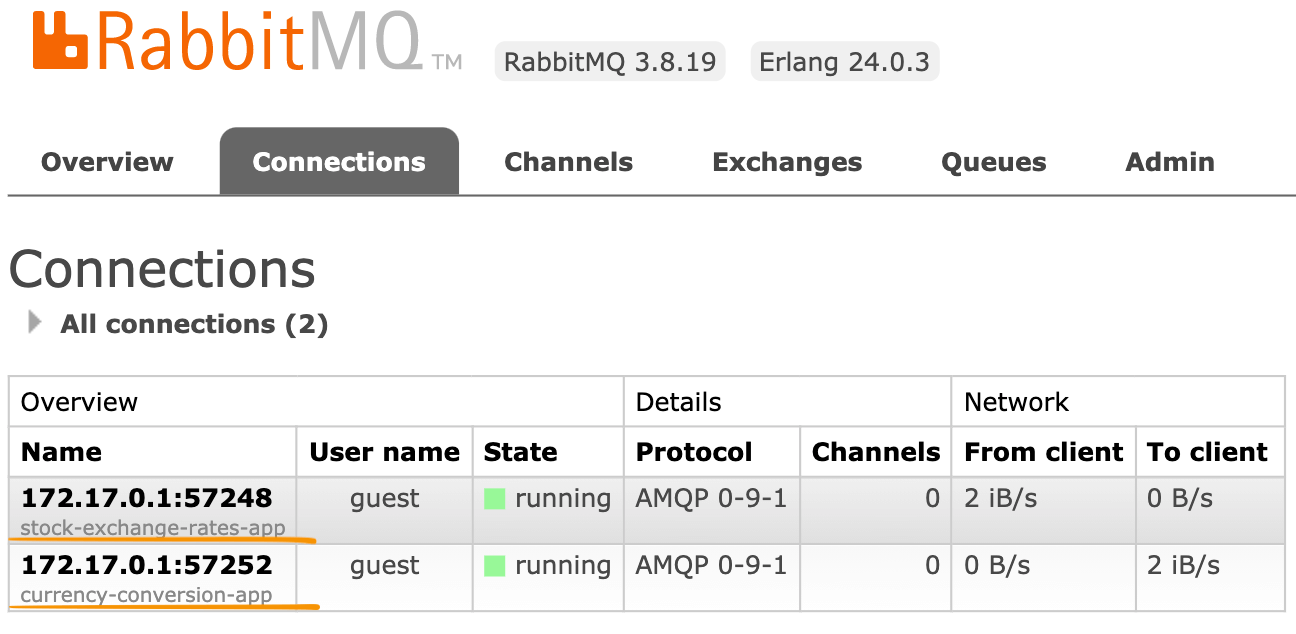 RabbitMQ TM RabbitMQ 3.8.19 Erlang 24.0.3
Overview Connections Channels Exchanges Queues Admin
Connections
All connections (2)
Overview Details Network
Name User name State Protocol Channels From client To client
172.17.0.1:57248 guest running AMQP 0-9-1 0 2 iB/s 0 B/s
stock-exchange-rates-app
172.17.0.1:57252 guest running AMQP 0-9-1 0 0 B/s 2 iB/s
currency-conversion-app